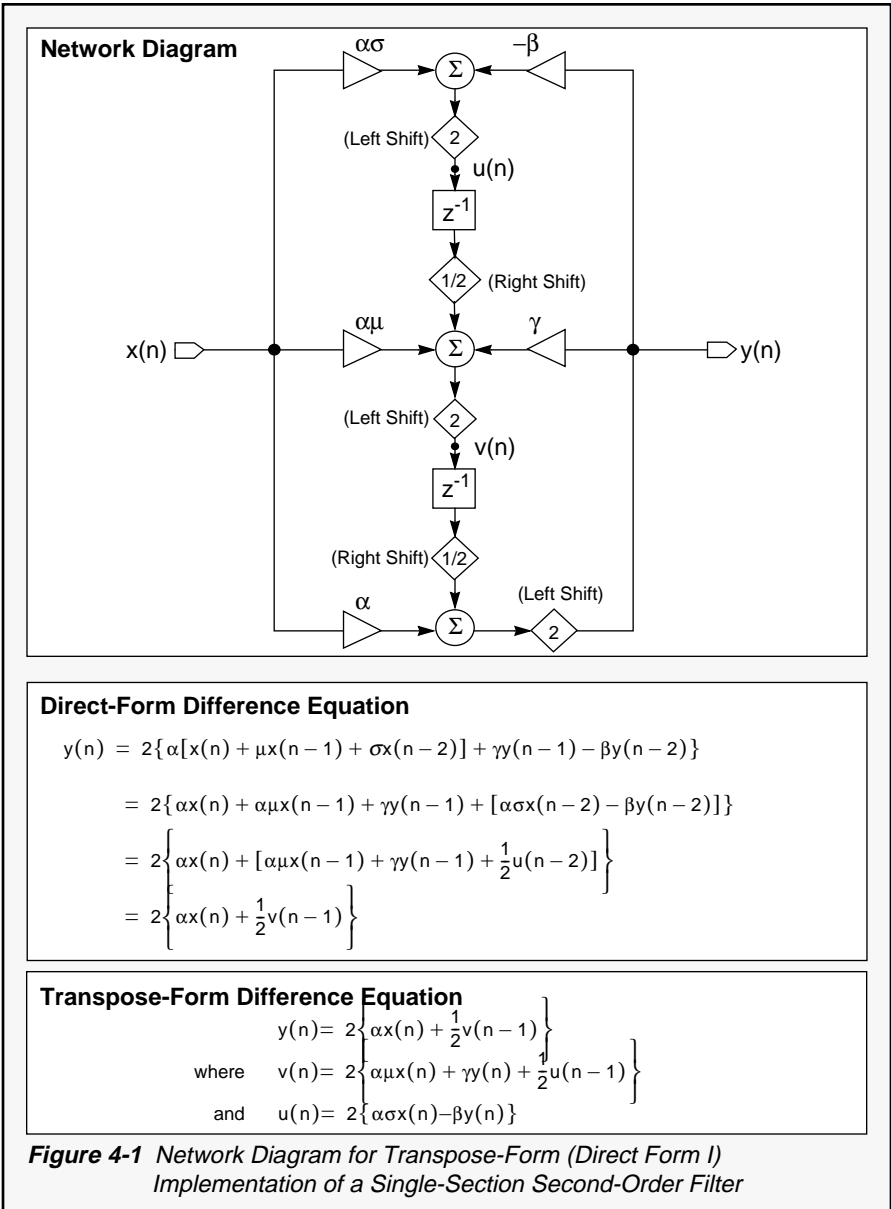 Network Diagram
ασ
−β
Σ
(Left Shift) 2
u(n)
z⁻¹
1/2 (Right Shift)
αμ
γ
x(n)
Σ
y(n)
(Left Shift) 2
v(n)
z⁻¹
(Right Shift) 1/2
(Left Shift)
α
Σ
2
Direct-Form Difference Equation
y(n) = 2{α[x(n) + μx(n − 1) + σx(n − 2)] + γy(n − 1) − βy(n − 2)}
= 2{αx(n) + αμx(n − 1) + γy(n − 1) + [ασx(n − 2) − βy(n − 2)]}
= 2{αx(n) + [αμx(n − 1) + γy(n − 1) + 1/2 u(n − 2)]}
= 2{αx(n) + 1/2 v(n − 1)}
Transpose-Form Difference Equation
y(n)= 2{αx(n) + 1/2 v(n − 1)}
where v(n)= 2{αμx(n) + γy(n) + 1/2 u(n − 1)}
and u(n)= 2{ασx(n)−βy(n)}
Figure 4-1 Network Diagram for Transpose-Form (Direct Form I)
Implementation of a Single-Section Second-Order Filter